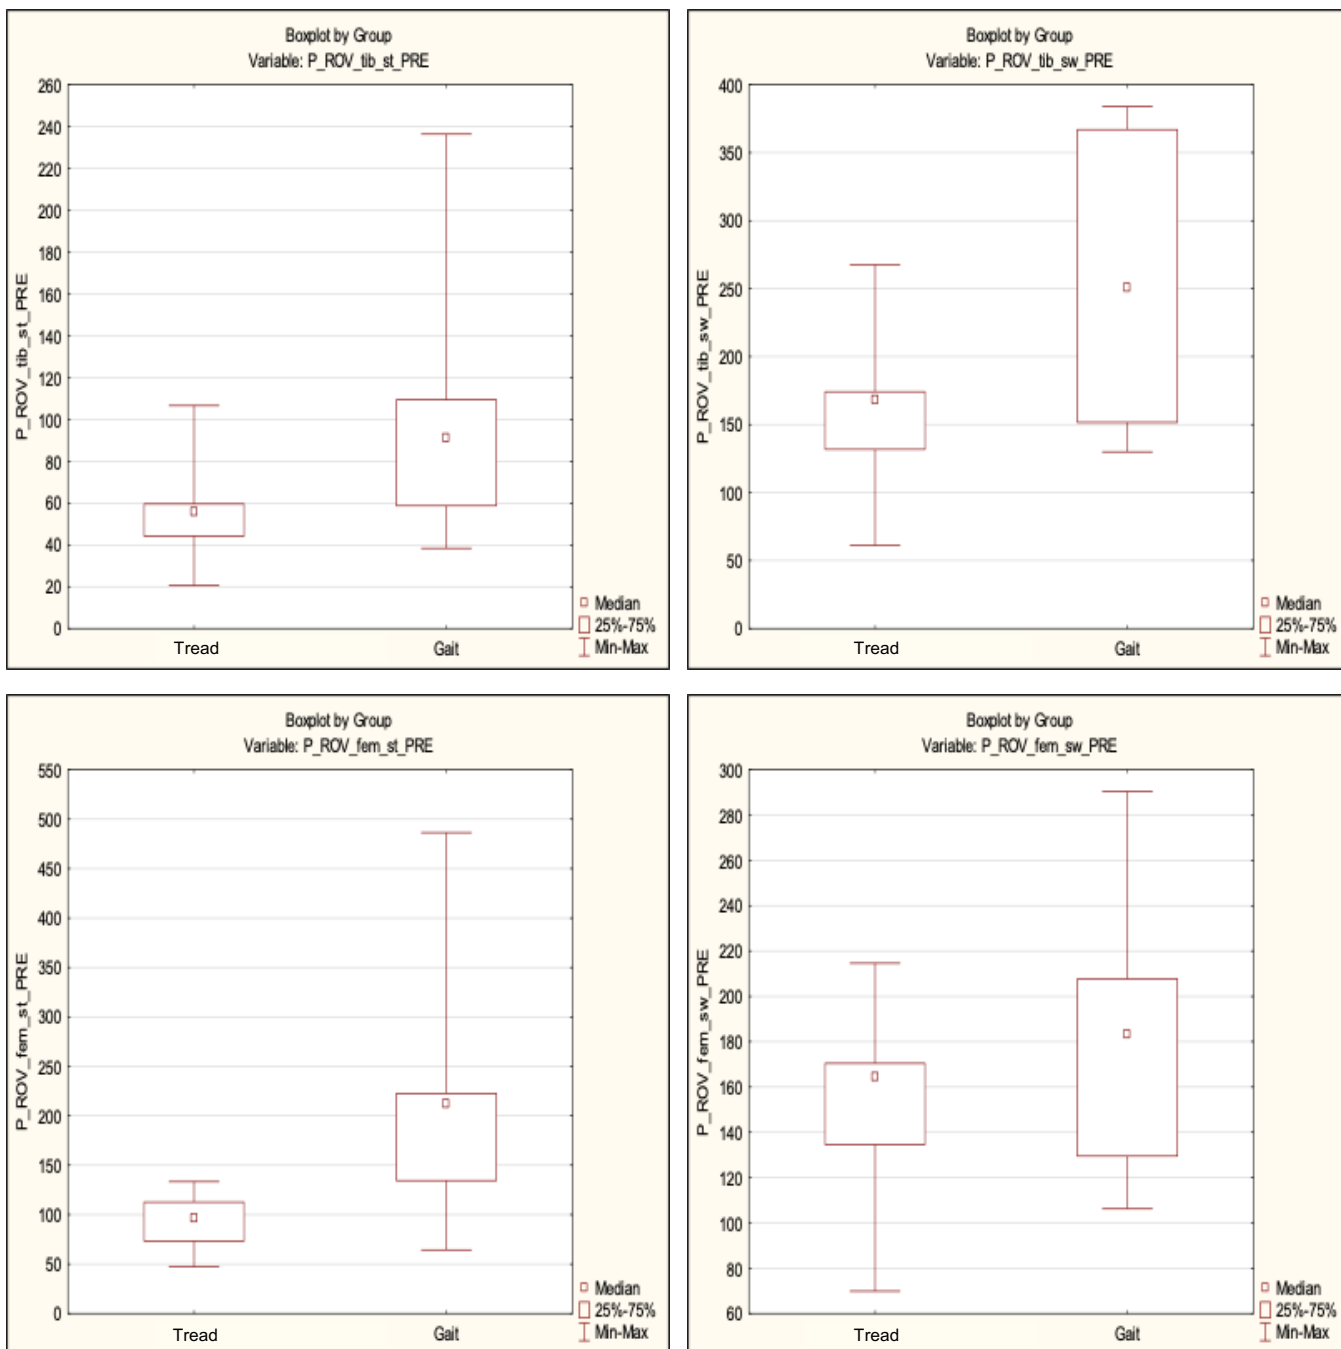 Boxplot by Group
Variable: P_ROV_tib_st_PRE
260
240
220
200
180
160
140
120
100
80
60
40
20
0
P_ROV_tib_st_PRE
Tread
Gait
Median
25%-75%
Min-Max
Boxplot by Group
Variable: P_ROV_tib_sw_PRE
400
350
300
250
200
150
100
50
0
P_ROV_tib_sw_PRE
Tread
Gait
Median
25%-75%
Min-Max
Boxplot by Group
Variable: P_ROV_fem_st_PRE
550
500
450
400
350
300
250
200
150
100
50
0
P_ROV_fem_st_PRE
Tread
Gait
Median
25%-75%
Min-Max
Boxplot by Group
Variable: P_ROV_fem_sw_PRE
300
280
260
240
220
200
180
160
140
120
100
80
60
P_ROV_fem_sw_PRE
Tread
Gait
Median
25%-75%
Min-Max